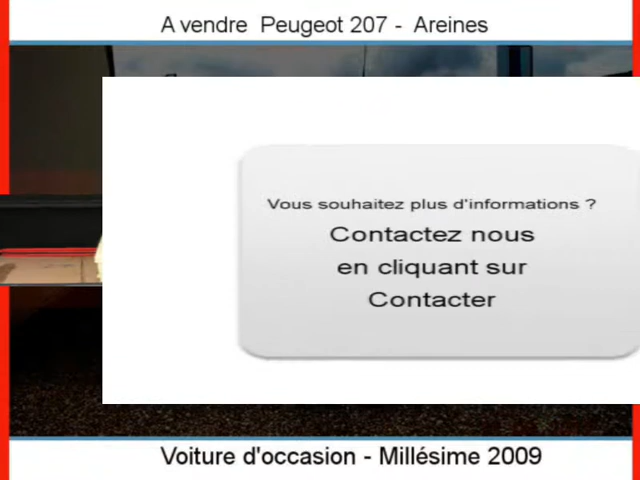 A vendre Peugeot 207 - Areines
Vous souhaitez plus d'informations ?
Contactez nous
en cliquant sur
Contacter
Voiture d'occasion - Millésime 2009